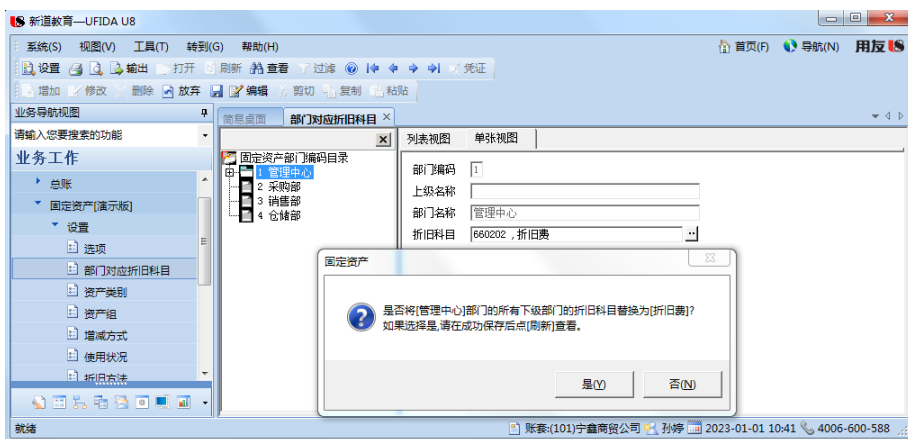 新道教育—UFIDA U8
系统(S) 视图(V) 工具(T) 转到(G) 帮助(H) 首页(F) 导航(N) 用友
设置 输出 打开 刷新 查看 过滤 凭证
增加 修改 删除 放弃 编辑 剪切 复制 粘贴
业务导航视图
简易桌面 部门对应折旧科目
请输入您要搜索的功能
业务工作
总账
固定资产[演示版]
设置
选项
部门对应折旧科目
资产类别
资产组
增减方式
使用状况
折旧方法
固定资产部门编码目录
1 管理中心
2 采购部
3 销售部
4 仓储部
列表视图 单张视图
部门编码 1
上级名称
部门名称 管理中心
折旧科目 660202 , 折旧费
固定资产
是否将[管理中心]部门的所有下级部门的折旧科目替换为[折旧费]?
如果选择是,请在成功保存后点[刷新]查看。
是(Y) 否(N)
就绪 账套:(101)宁鑫商贸公司 孙婷 2023-01-01 10:41 4006-600-588